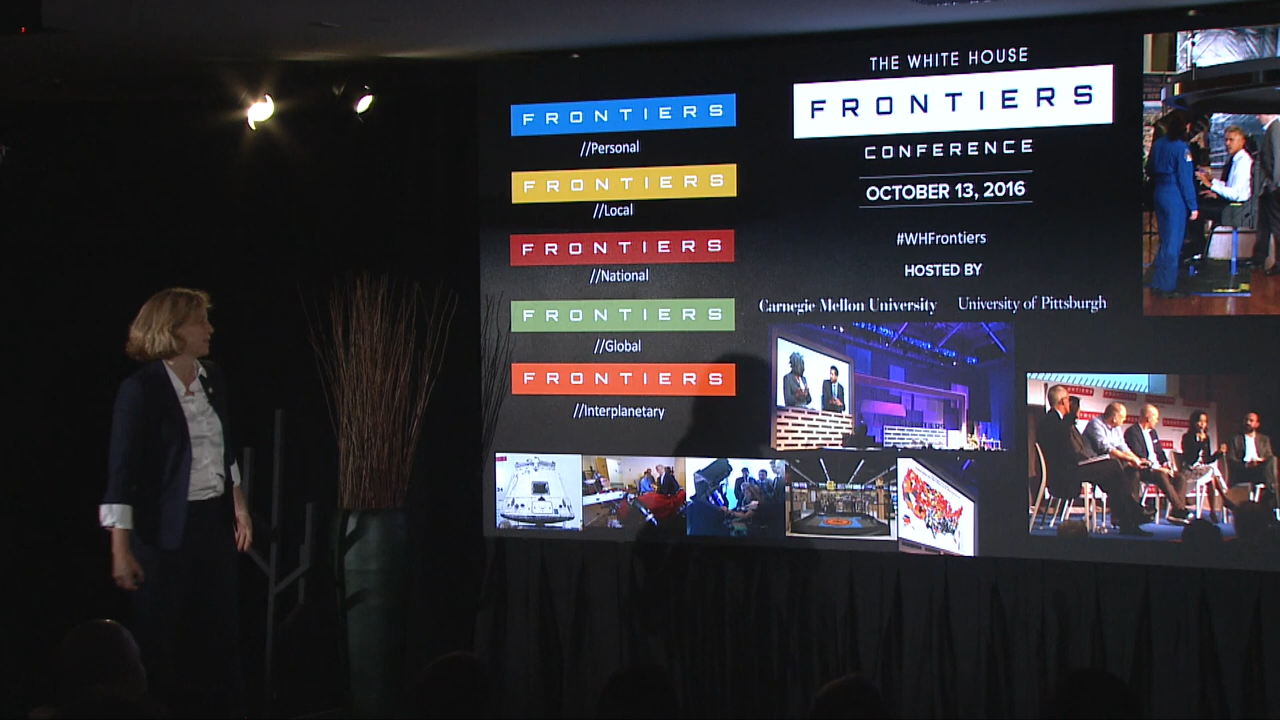 FRONTIERS
//Personal
FRONTIERS
//Local
FRONTIERS
//National
FRONTIERS
//Global
FRONTIERS
//Interplanetary
THE WHITE HOUSE
FRONTIERS
CONFERENCE
OCTOBER 13, 2016
#WHFrontiers
HOSTED BY
Carnegie Mellon University University of Pittsburgh